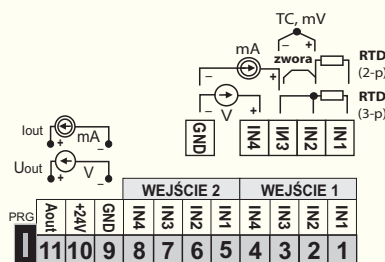 TC, mV
mA
– +
zwora
RTD
(2-p)
– +
RTD
(3-p)
– V +
GND IN4 IN3 IN2 IN1
Iout
+ mA –
Uout
+ V –
WEJŚCIE 2 WEJŚCIE 1
PRG Aout +24V GND IN4 IN3 IN2 IN1 IN4 IN3 IN2 IN1
11 10 9 8 7 6 5 4 3 2 1